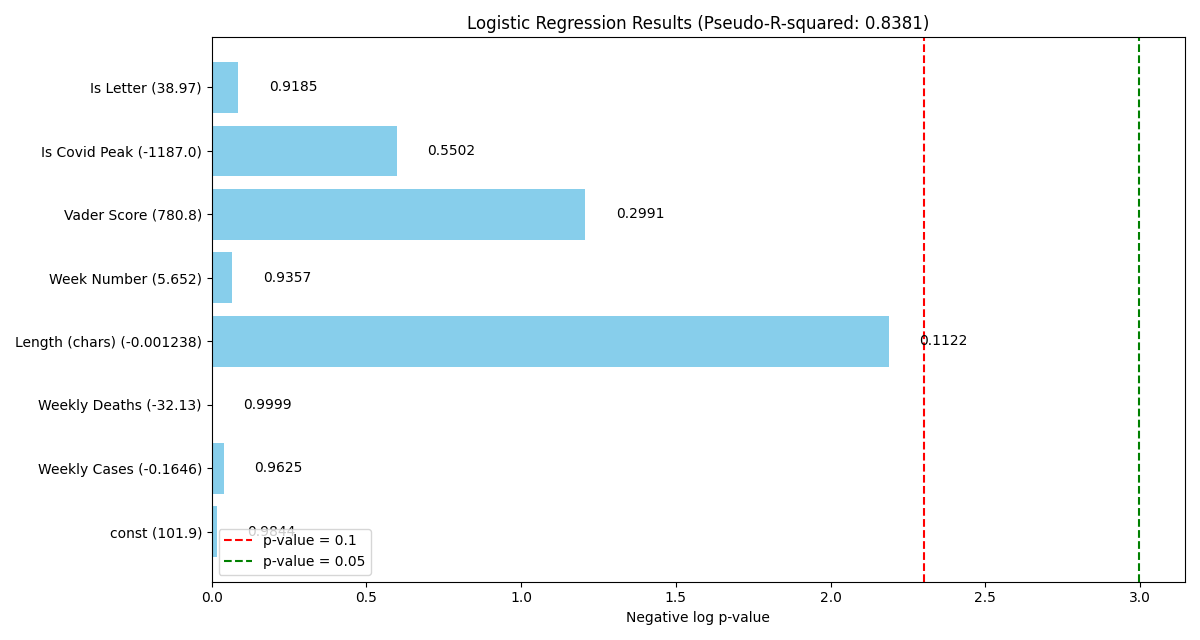 Logistic Regression Results (Pseudo-R-squared: 0.8381)
Is Letter (38.97) 0.9185
Is Covid Peak (-1187.0) 0.5502
Vader Score (780.8) 0.2991
Week Number (5.652) 0.9357
Length (chars) (-0.001238) 0.1122
Weekly Deaths (-32.13) 0.9999
Weekly Cases (-0.1646) 0.9625
const (101.9) 0.9844
p-value = 0.1
p-value = 0.05
0.0 0.5 1.0 1.5 2.0 2.5 3.0
Negative log p-value